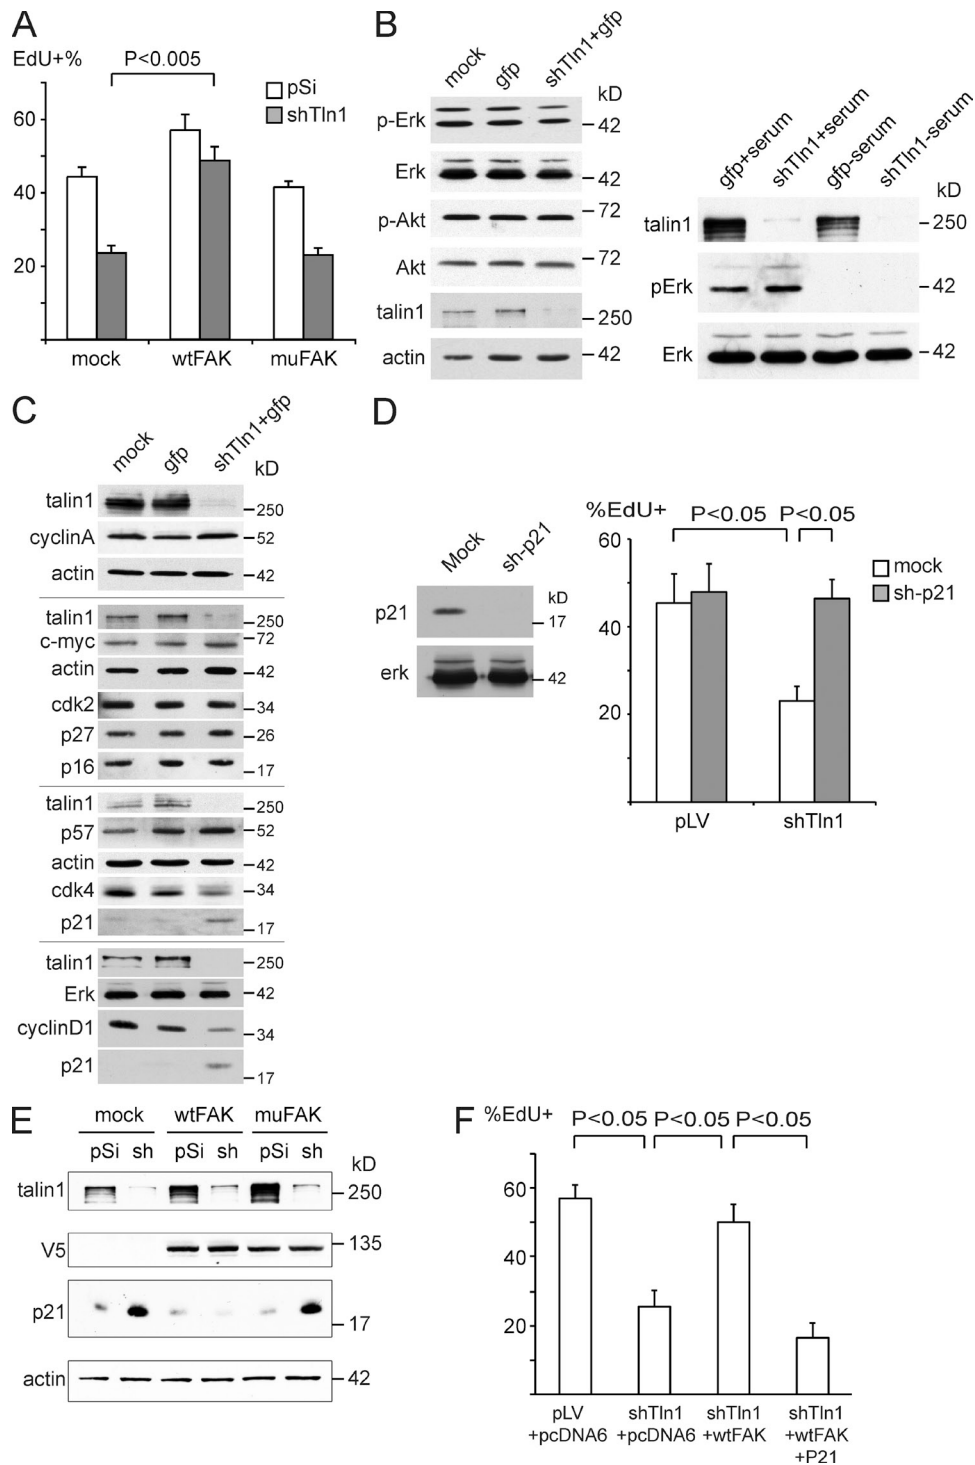 A
EdU+%
P<0.005
pSi
shTln1
60
40
20
mock wtFAK muFAK
B
mock gfp shTln1+gfp
kD
p-Erk 42
Erk 42
p-Akt 72
Akt 72
talin1 250
actin 42
gfp+serum shTln1+serum gfp-serum shTln1-serum
kD
talin1 250
pErk 42
Erk 42
C
mock gfp shTln1+gfp
kD
talin1 250
cyclinA 52
actin 42
talin1 250
c-myc 72
actin 42
cdk2 34
p27 26
p16 17
talin1 250
p57 52
actin 42
cdk4 34
p21 17
talin1 250
Erk 42
cyclinD1 34
p21 17
D
Mock sh-p21
kD
p21 17
erk 42
%EdU+
P<0.05 P<0.05
mock
sh-p21
60
40
20
pLV shTln1
E
mock wtFAK muFAK
pSi sh pSi sh pSi sh
kD
talin1 250
V5 135
p21 17
actin 42
F
%EdU+
P<0.05 P<0.05 P<0.05
60
40
20
pLV shTln1 shTln1 shTln1
+pcDNA6 +pcDNA6 +wtFAK +wtFAK
+P21